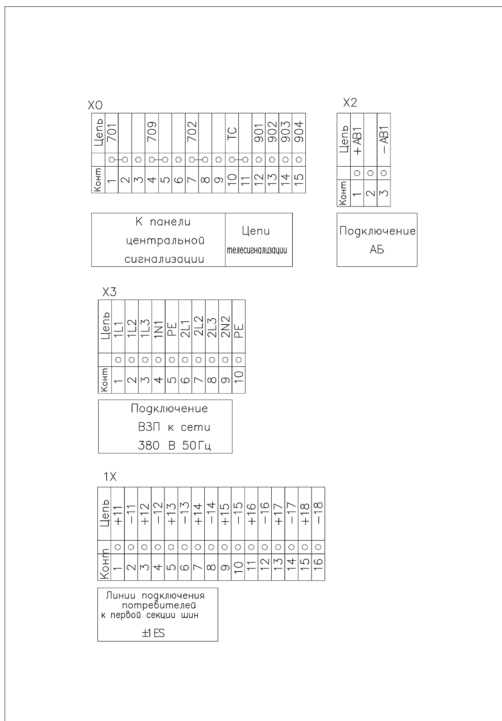 X0
Цепь 701 709 702 ТС 901 902 903 904
Конт 1 2 3 4 5 6 7 8 9 10 11 12 13 14 15
К панели
центральной
сигнализации
Цепи
телесигнализации
X2
Цепь +АВ1 −АВ1
Конт 1 2 3
Подключение
АБ
X3
Цепь 1L1 1L2 1L3 1N1 PE 2L1 2L2 2L3 2N2 PE
Конт 1 2 3 4 5 6 7 8 9 10
Подключение
ВЗП к сети
380 В 50Гц
1X
Цепь +11 −11 +12 −12 +13 −13 +14 −14 +15 −15 +16 −16 +17 −17 +18 −18
Конт 1 2 3 4 5 6 7 8 9 10 11 12 13 14 15 16
Линии подключения
потребителей
к первой секции шин
±1ES